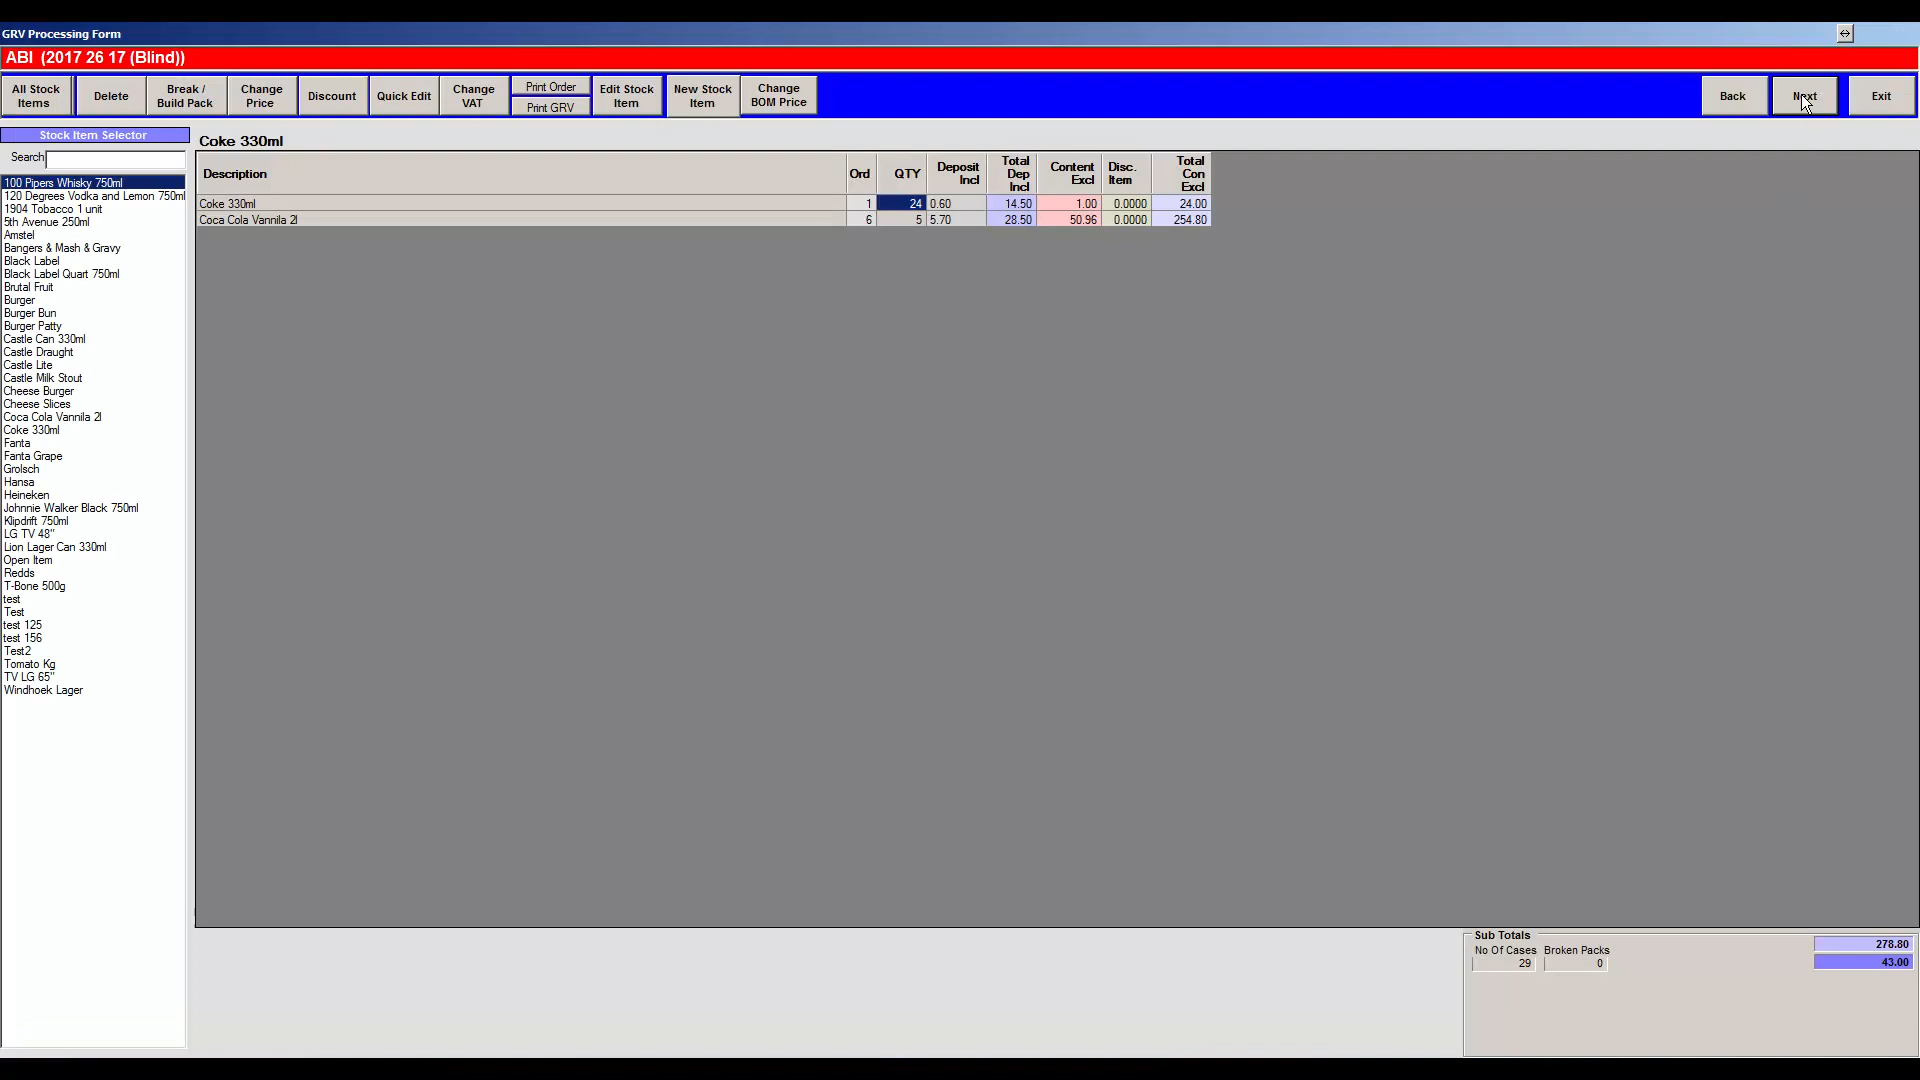 GRV Processing Form
ABI (2017 26 17 (Blind))
All Stock Items
Delete
Break / Build Pack
Change Price
Discount
Quick Edit
Change VAT
Print Order
Print GRV
Edit Stock Item
New Stock Item
Change BOM Price
Back
Next
Exit
Stock Item Selector
Search
100 Pipers Whisky 750ml
120 Degrees Vodka and Lemon 750ml
1904 Tobacco 1 unit
5th Avenue 250ml
Amstel
Bangers & Mash & Gravy
Black Label
Black Label Quart 750ml
Brutal Fruit
Burger
Burger Bun
Burger Patty
Castle Can 330ml
Castle Draught
Castle Lite
Castle Milk Stout
Cheese Burger
Cheese Slices
Coca Cola Vannila 2l
Coke 330ml
Fanta
Fanta Grape
Grolsch
Hansa
Heineken
Johnnie Walker Black 750ml
Klipdrift 750ml
LG TV 48"
Lion Lager Can 330ml
Open Item
Redds
T-Bone 500g
test
Test
test 125
test 156
Test2
Tomato Kg
TV LG 65"
Windhoek Lager
Coke 330ml
Description Ord QTY Deposit Incl Total Dep Incl Content Excl Disc. Item Total Con Excl
Coke 330ml 1 24 0.60 14.50 1.00 0.0000 24.00
Coca Cola Vannila 2l 6 5 5.70 28.50 50.96 0.0000 254.80
Sub Totals
No Of Cases Broken Packs
29 0
278.80
43.00